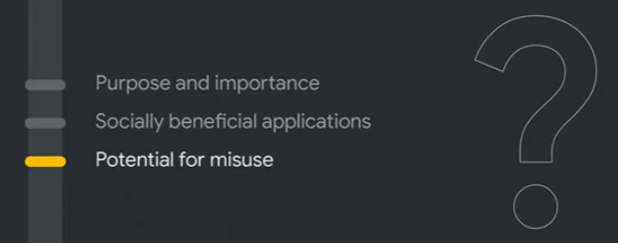 Purpose and importance
Socially beneficial applications
Potential for misuse
?